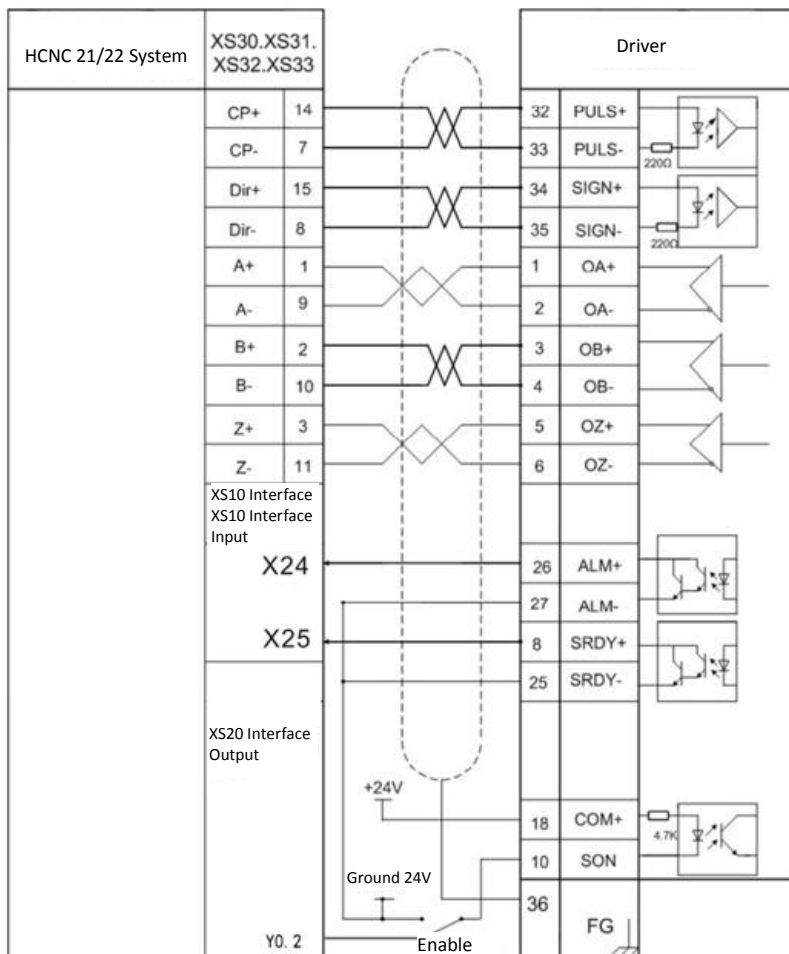 HCNC 21/22 System
XS30.XS31.
XS32.XS33
Driver
CP+ 14 32 PULS+
CP- 7 33 PULS-
220Ω
Dir+ 15 34 SIGN+
Dir- 8 35 SIGN-
220Ω
A+ 1 1 OA+
A- 9 2 OA-
B+ 2 3 OB+
B- 10 4 OB-
Z+ 3 5 OZ+
Z- 11 6 OZ-
XS10 Interface
XS10 Interface
Input
X24 26 ALM+
27 ALM-
X25 8 SRDY+
25 SRDY-
XS20 Interface
Output
+24V
18 COM+
4.7K
10 SON
Ground 24V
36
FG
Y0. 2
Enable